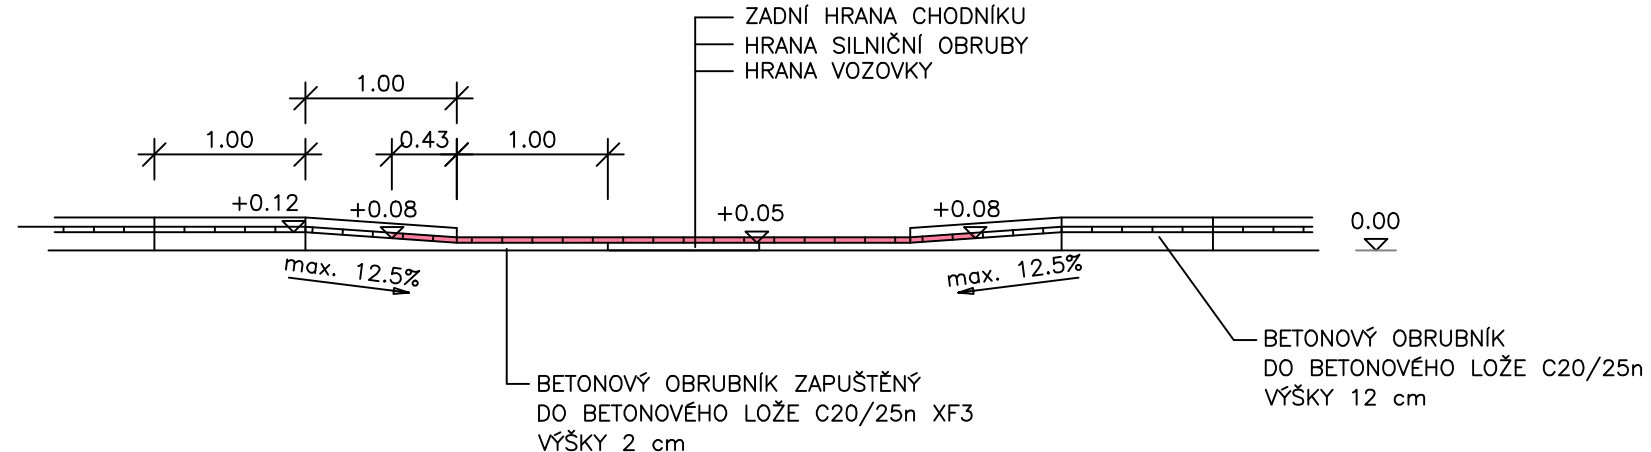 ZADNÍ HRANA CHODNÍKU
HRANA SILNIČNÍ OBRUBY
HRANA VOZOVKY
1.00
1.00
0.43
1.00
+0.12
+0.08
+0.05
+0.08
0.00
max. 12.5%
max. 12.5%
BETONOVÝ OBRUBNÍK
DO BETONOVÉHO LOŽE C20/25n
VÝŠKY 12 cm
BETONOVÝ OBRUBNÍK ZAPUŠTĚNÝ
DO BETONOVÉHO LOŽE C20/25n XF3
VÝŠKY 2 cm